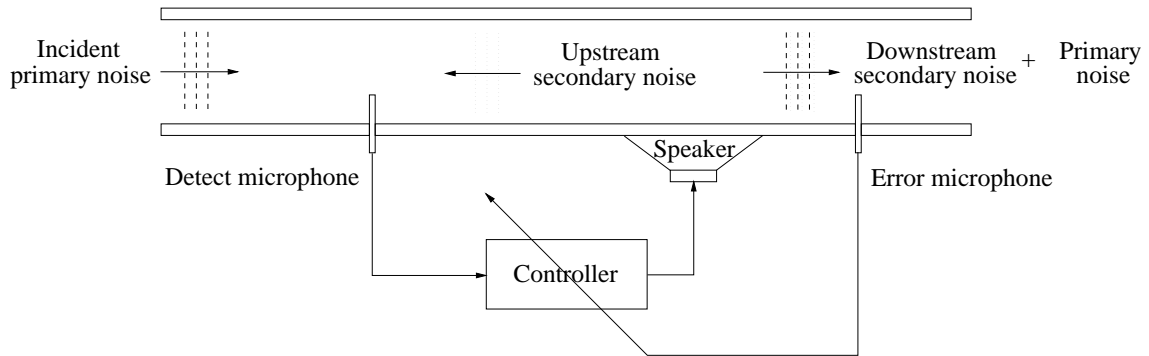 Incident
primary noise
Upstream
secondary noise
Downstream
secondary noise
+
Primary
noise
Speaker
Detect microphone
Error microphone
Controller